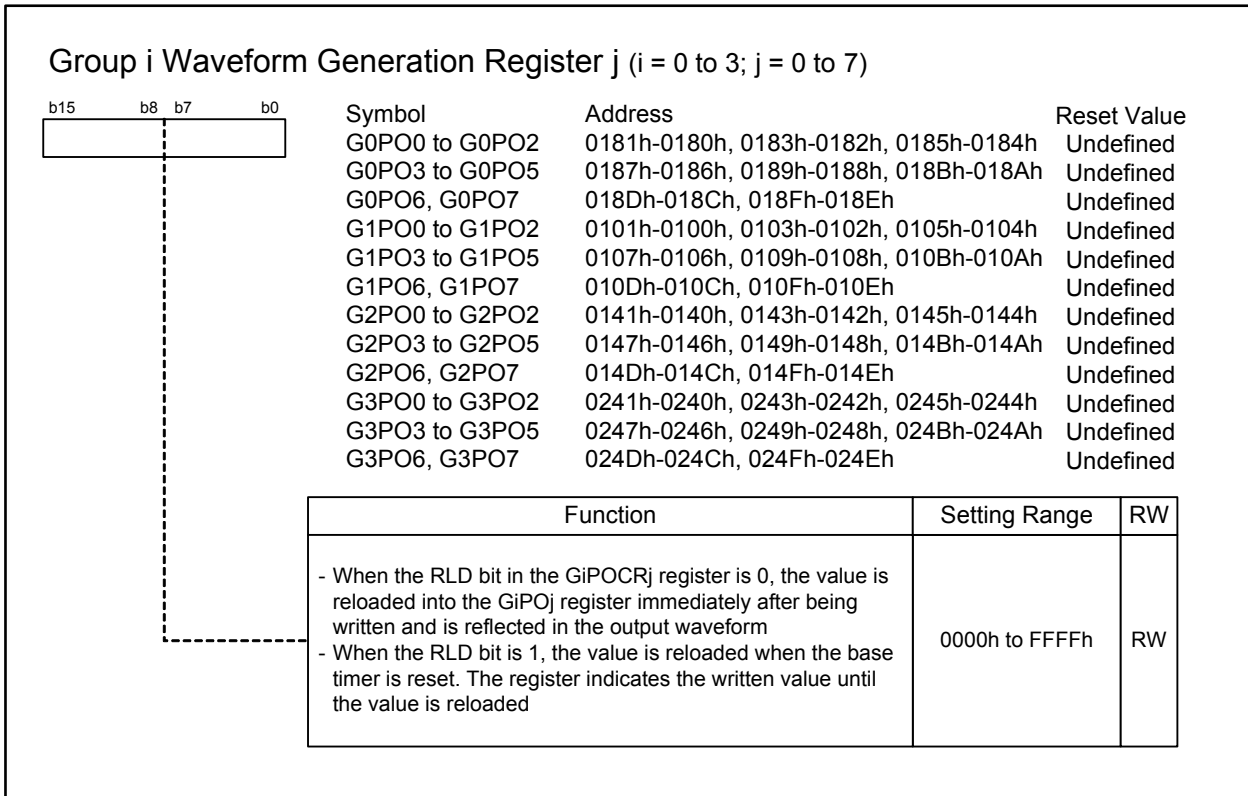 Group i Waveform Generation Register j (i = 0 to 3; j = 0 to 7)
b15 b8 b7 b0
Symbol Address Reset Value
G0PO0 to G0PO2 0181h-0180h, 0183h-0182h, 0185h-0184h Undefined
G0PO3 to G0PO5 0187h-0186h, 0189h-0188h, 018Bh-018Ah Undefined
G0PO6, G0PO7 018Dh-018Ch, 018Fh-018Eh Undefined
G1PO0 to G1PO2 0101h-0100h, 0103h-0102h, 0105h-0104h Undefined
G1PO3 to G1PO5 0107h-0106h, 0109h-0108h, 010Bh-010Ah Undefined
G1PO6, G1PO7 010Dh-010Ch, 010Fh-010Eh Undefined
G2PO0 to G2PO2 0141h-0140h, 0143h-0142h, 0145h-0144h Undefined
G2PO3 to G2PO5 0147h-0146h, 0149h-0148h, 014Bh-014Ah Undefined
G2PO6, G2PO7 014Dh-014Ch, 014Fh-014Eh Undefined
G3PO0 to G3PO2 0241h-0240h, 0243h-0242h, 0245h-0244h Undefined
G3PO3 to G3PO5 0247h-0246h, 0249h-0248h, 024Bh-024Ah Undefined
G3PO6, G3PO7 024Dh-024Ch, 024Fh-024Eh Undefined
Function Setting Range RW
- When the RLD bit in the GiPOCRj register is 0, the value is
reloaded into the GiPOj register immediately after being
written and is reflected in the output waveform
- When the RLD bit is 1, the value is reloaded when the base
timer is reset. The register indicates the written value until
the value is reloaded
0000h to FFFFh RW